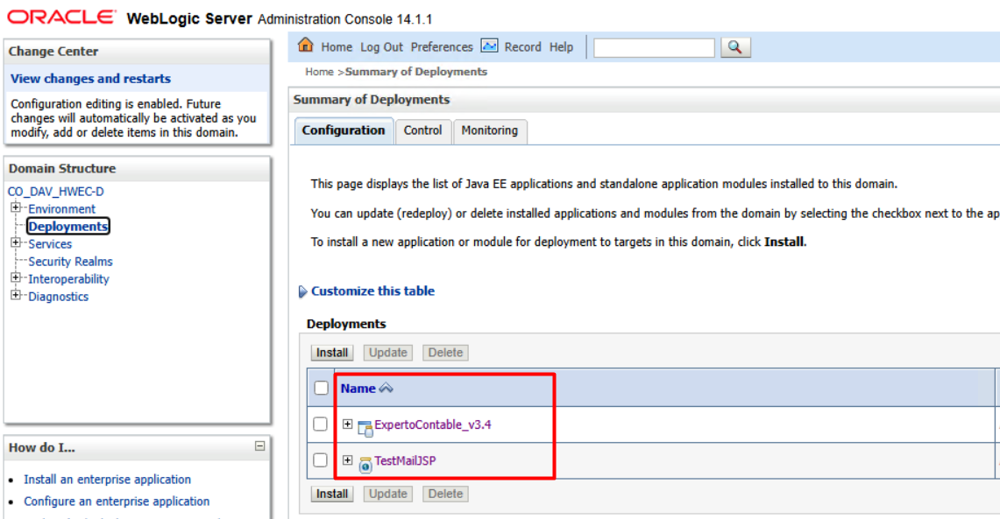 ORACLE WebLogic Server Administration Console 14.1.1
Change Center
View changes and restarts
Configuration editing is enabled. Future
changes will automatically be activated as you
modify, add or delete items in this domain.
Domain Structure
CO_DAV_HWEC-D
Environment
Deployments
Services
Security Realms
Interoperability
Diagnostics
How do I...
Install an enterprise application
Configure an enterprise application
Home Log Out Preferences Record Help
Home >Summary of Deployments
Summary of Deployments
Configuration Control Monitoring
This page displays the list of Java EE applications and standalone application modules installed to this domain.
You can update (redeploy) or delete installed applications and modules from the domain by selecting the checkbox next to the ap
To install a new application or module for deployment to targets in this domain, click Install.
Customize this table
Deployments
Install Update Delete
Name
ExpertoContable_v3.4
TestMailJSP
Install Update Delete